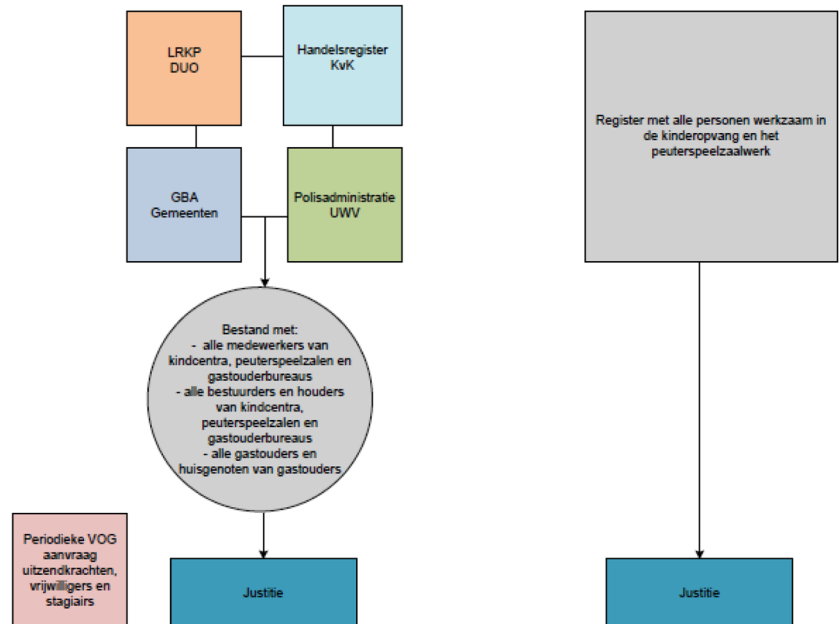 LRKP
DUO
Handelsregister
KvK
GBA
Gemeenten
Polisadministratie
UWV
Bestand met:
- alle medewerkers van
kindcentra, peuterspeelzalen en
gastouderbureaus
- alle bestuurders en houders
van kindcentra,
peuterspeelzalen en
gastouderbureaus
- alle gastouders en
huisgenoten van gastouders
Periodieke VOG
aanvraag
uitzendkrachten,
vrijwilligers en
stagiairs
Justitie
Register met alle personen werkzaam in
de kinderopvang en het
peuterspeelzaalwerk
Justitie